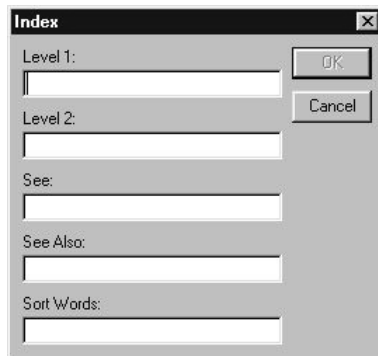 Index
Level 1:
OK
Cancel
Level 2:
See:
See Also:
Sort Words: